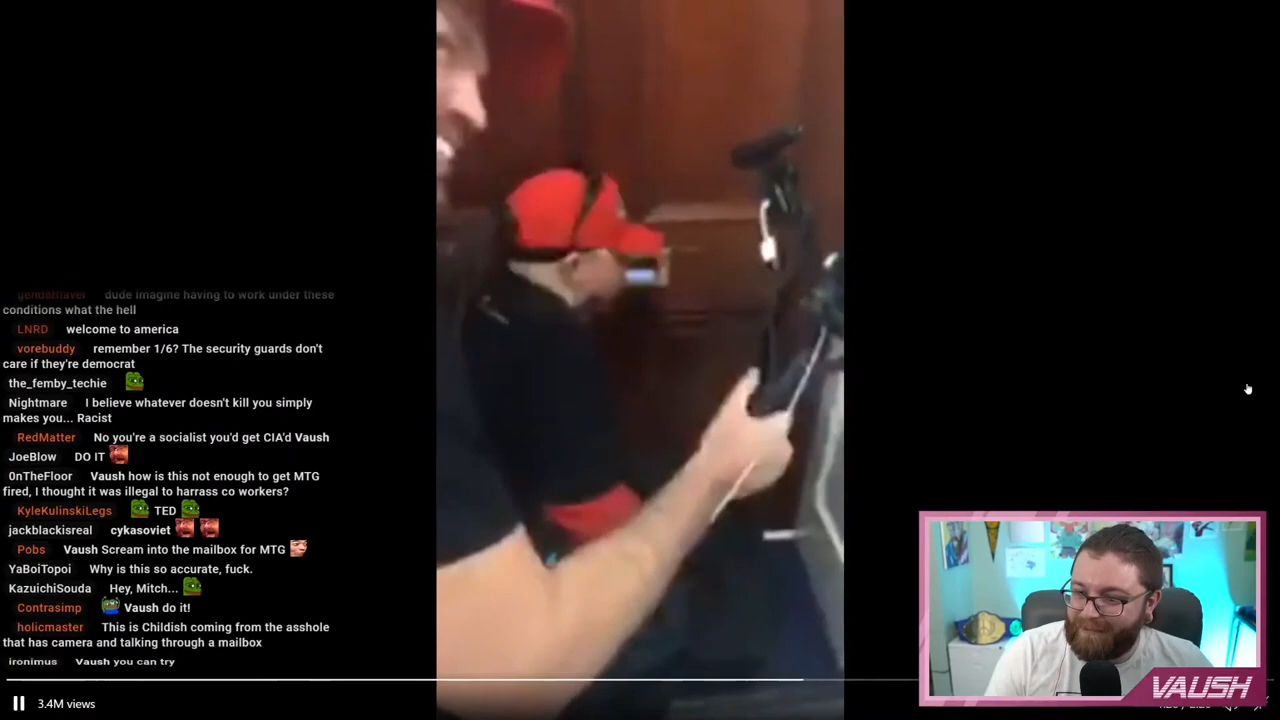 genderhaver dude imagine having to work under these
conditions what the hell
LNRD welcome to america
vorebuddy remember 1/6? The security guards don't
care if they're democrat
the_femby_techie
Nightmare I believe whatever doesn't kill you simply
makes you... Racist
RedMatter No you're a socialist you'd get CIA'd Vaush
JoeBlow DO IT
0nTheFloor Vaush how is this not enough to get MTG
fired, I thought it was illegal to harrass co workers?
KyleKulinskiLegs TED
jackblackisreal cykasoviet
Pobs Vaush Scream into the mailbox for MTG
YaBoiTopoi Why is this so accurate, fuck.
KazuichiSouda Hey, Mitch...
Contrasimp Vaush do it!
holicmaster This is Childish coming from the asshole
that has camera and talking through a mailbox
ironimus Vaush you can try
3.4M views
VAUSH